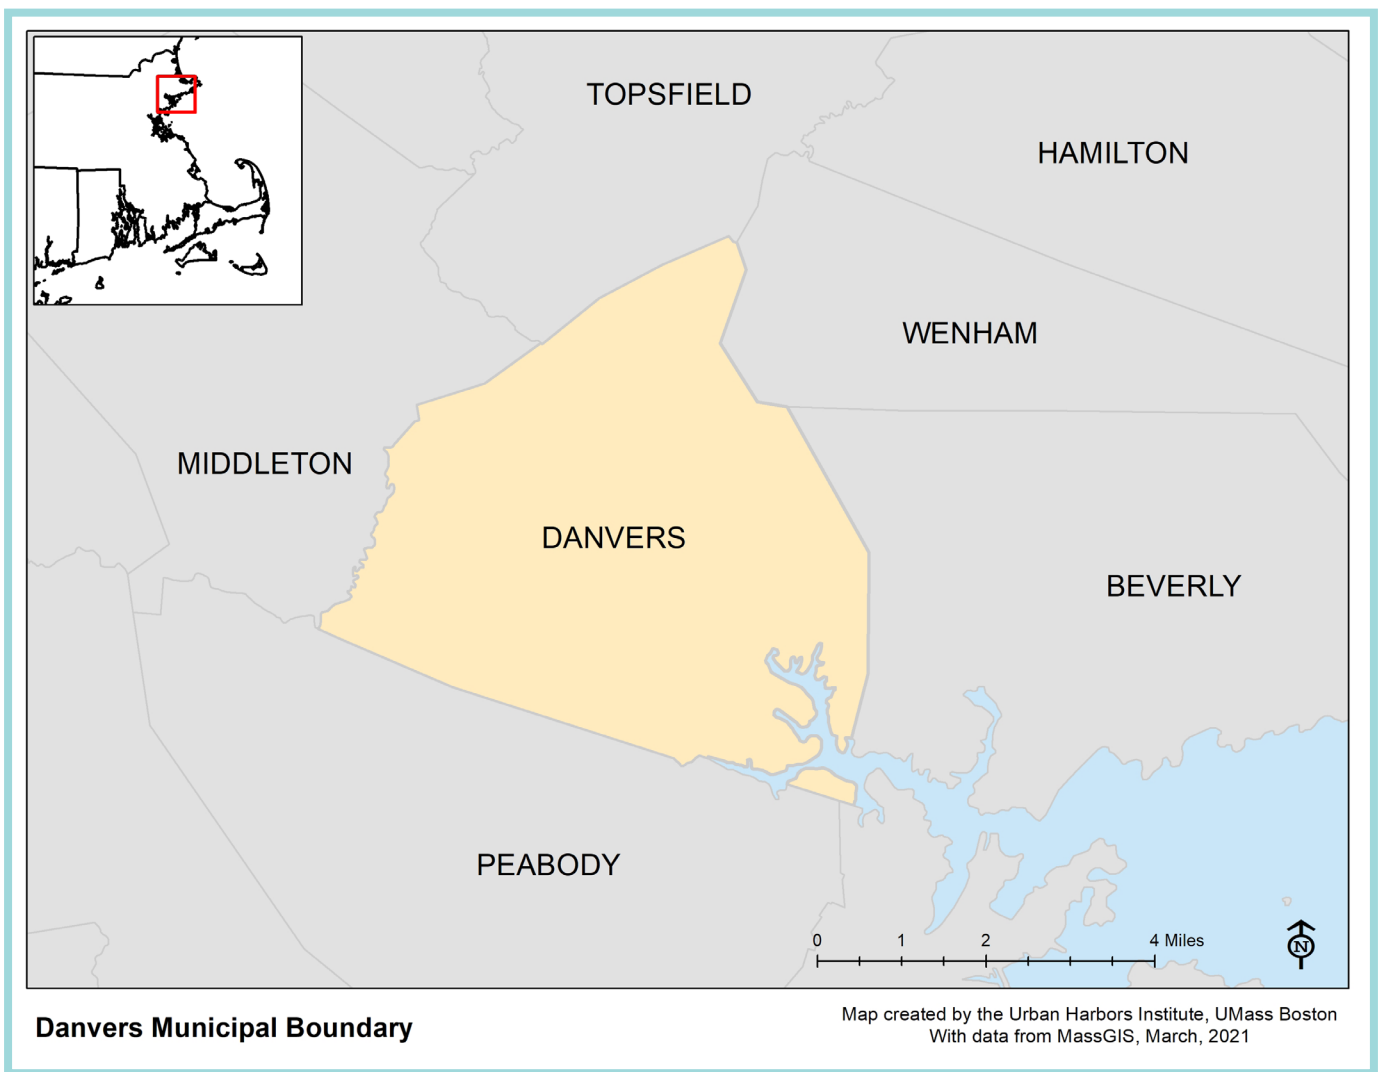 TOPSFIELD
HAMILTON
WENHAM
MIDDLETON
DANVERS
BEVERLY
PEABODY
0 1 2 4 Miles
N
Danvers Municipal Boundary
Map created by the Urban Harbors Institute, UMass Boston
With data from MassGIS, March, 2021